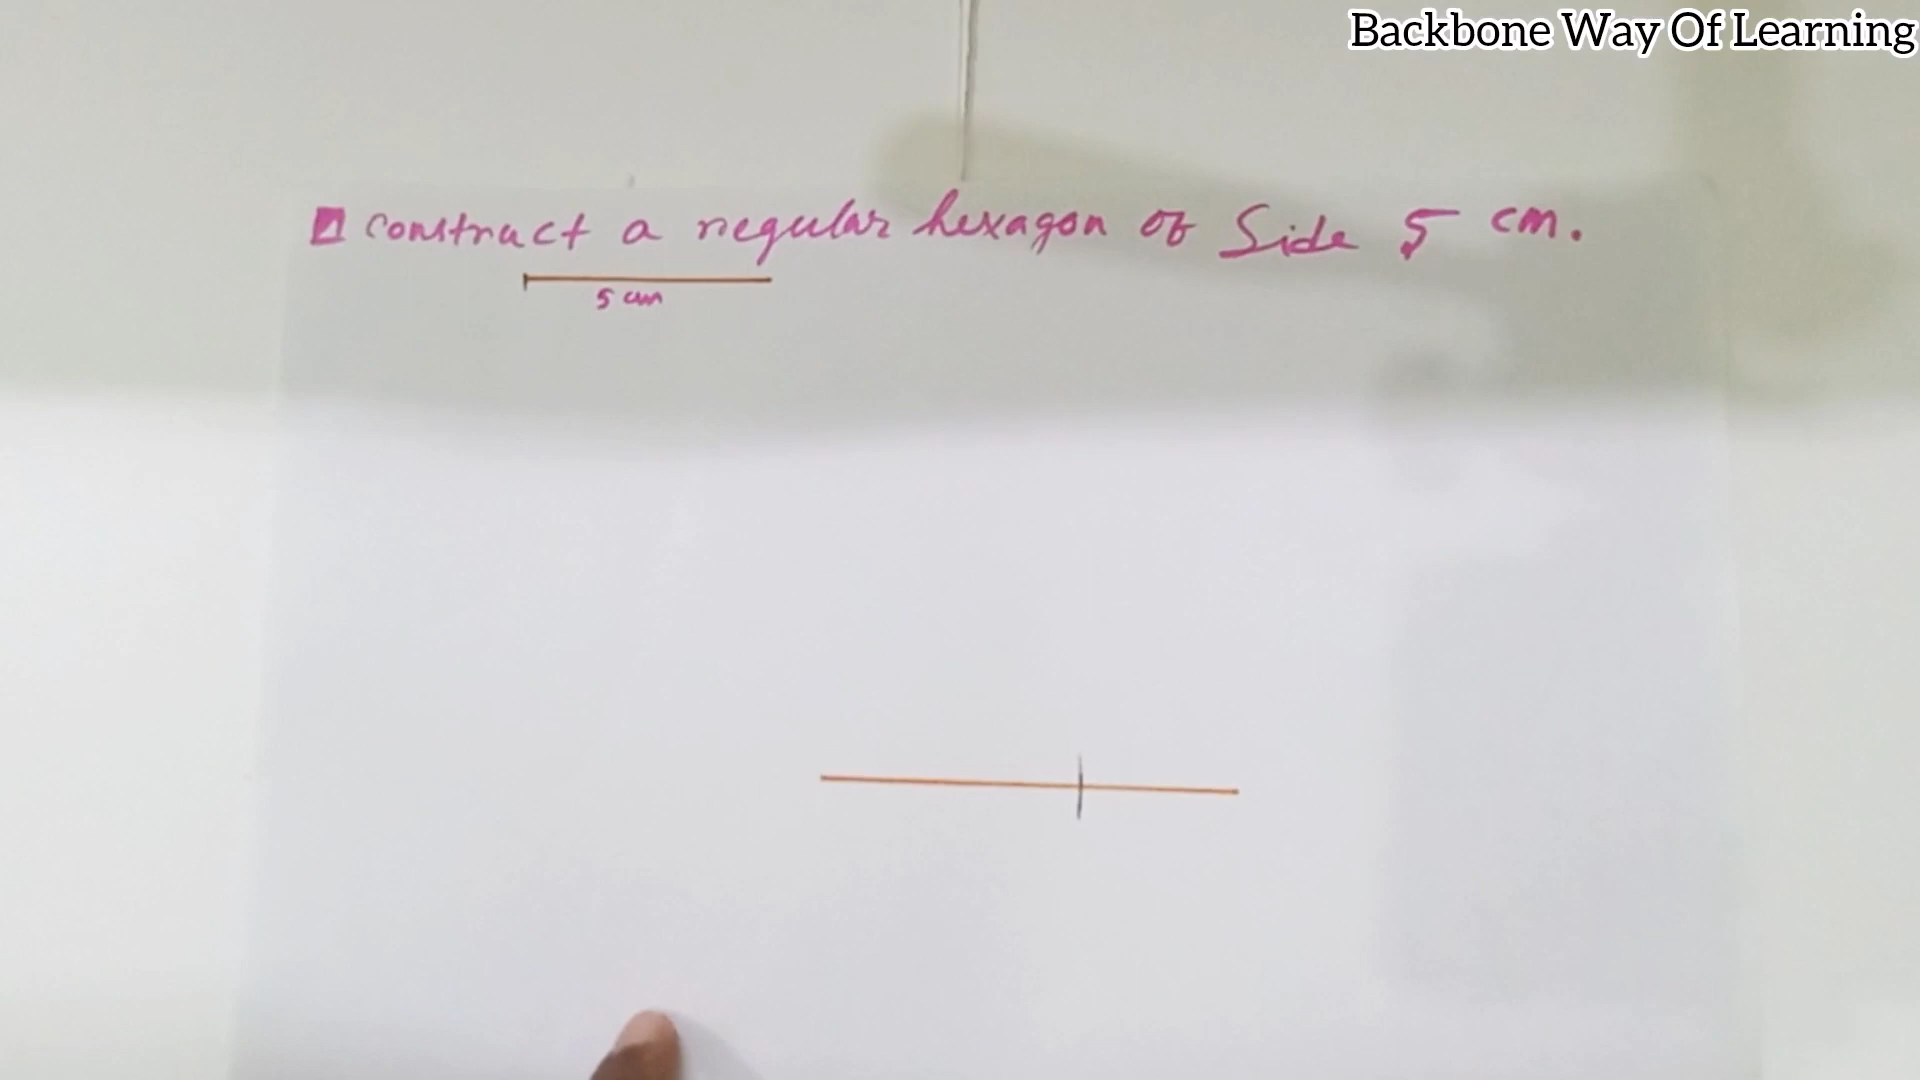 Backbone Way Of Learning
construct a regular hexagon of Side 5 cm.
5 cm